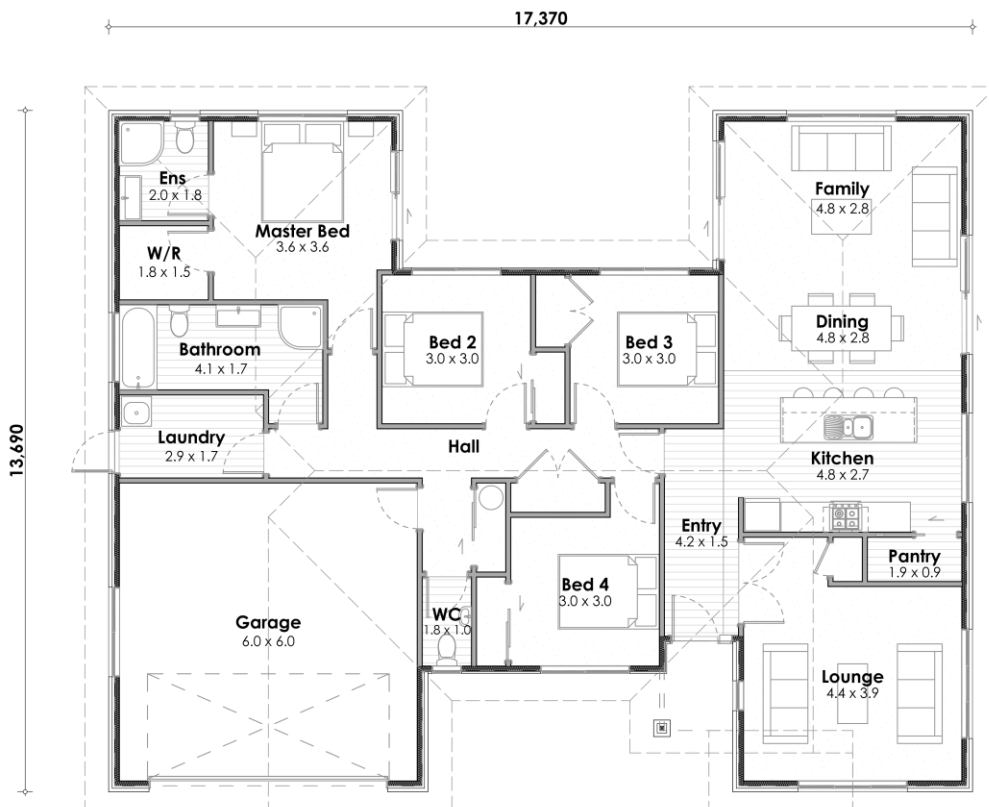 17,370
13,690
Ens
2.0 x 1.8
Master Bed
3.6 x 3.6
W/R
1.8 x 1.5
Family
4.8 x 2.8
Bathroom
4.1 x 1.7
Bed 2
3.0 x 3.0
Bed 3
3.0 x 3.0
Dining
4.8 x 2.8
Laundry
2.9 x 1.7
Hall
Kitchen
4.8 x 2.7
Entry
4.2 x 1.5
Pantry
1.9 x 0.9
Garage
6.0 x 6.0
WC
1.8 x 1.0
Bed 4
3.0 x 3.0
Lounge
4.4 x 3.9